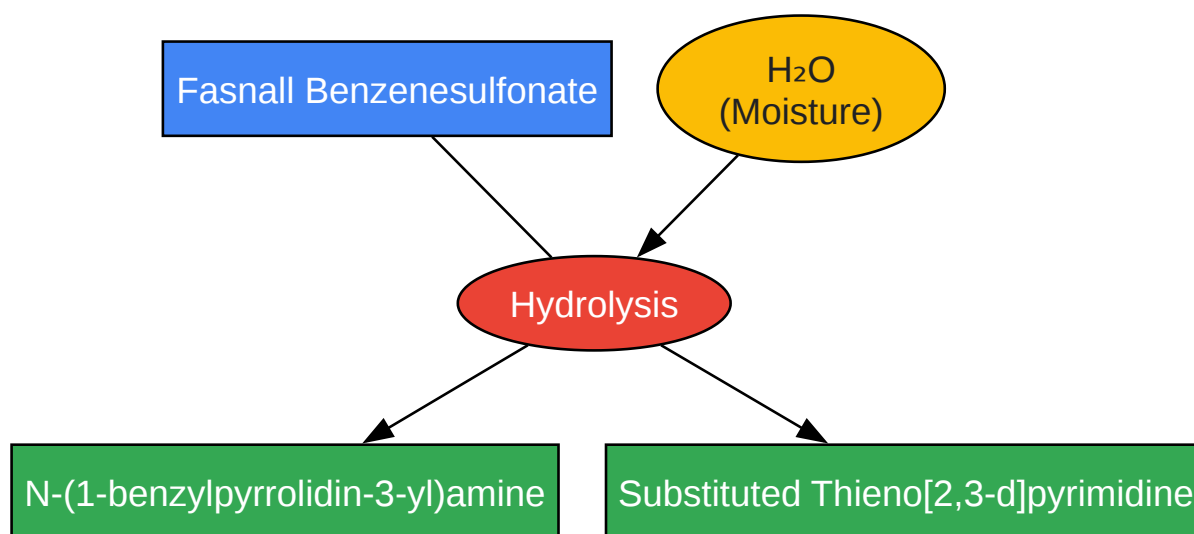 Fasnall Benzenesulfonate
H₂O
(Moisture)
Hydrolysis
N-(1-benzylpyrrolidin-3-yl)amine
Substituted Thieno[2,3-d]pyrimidine